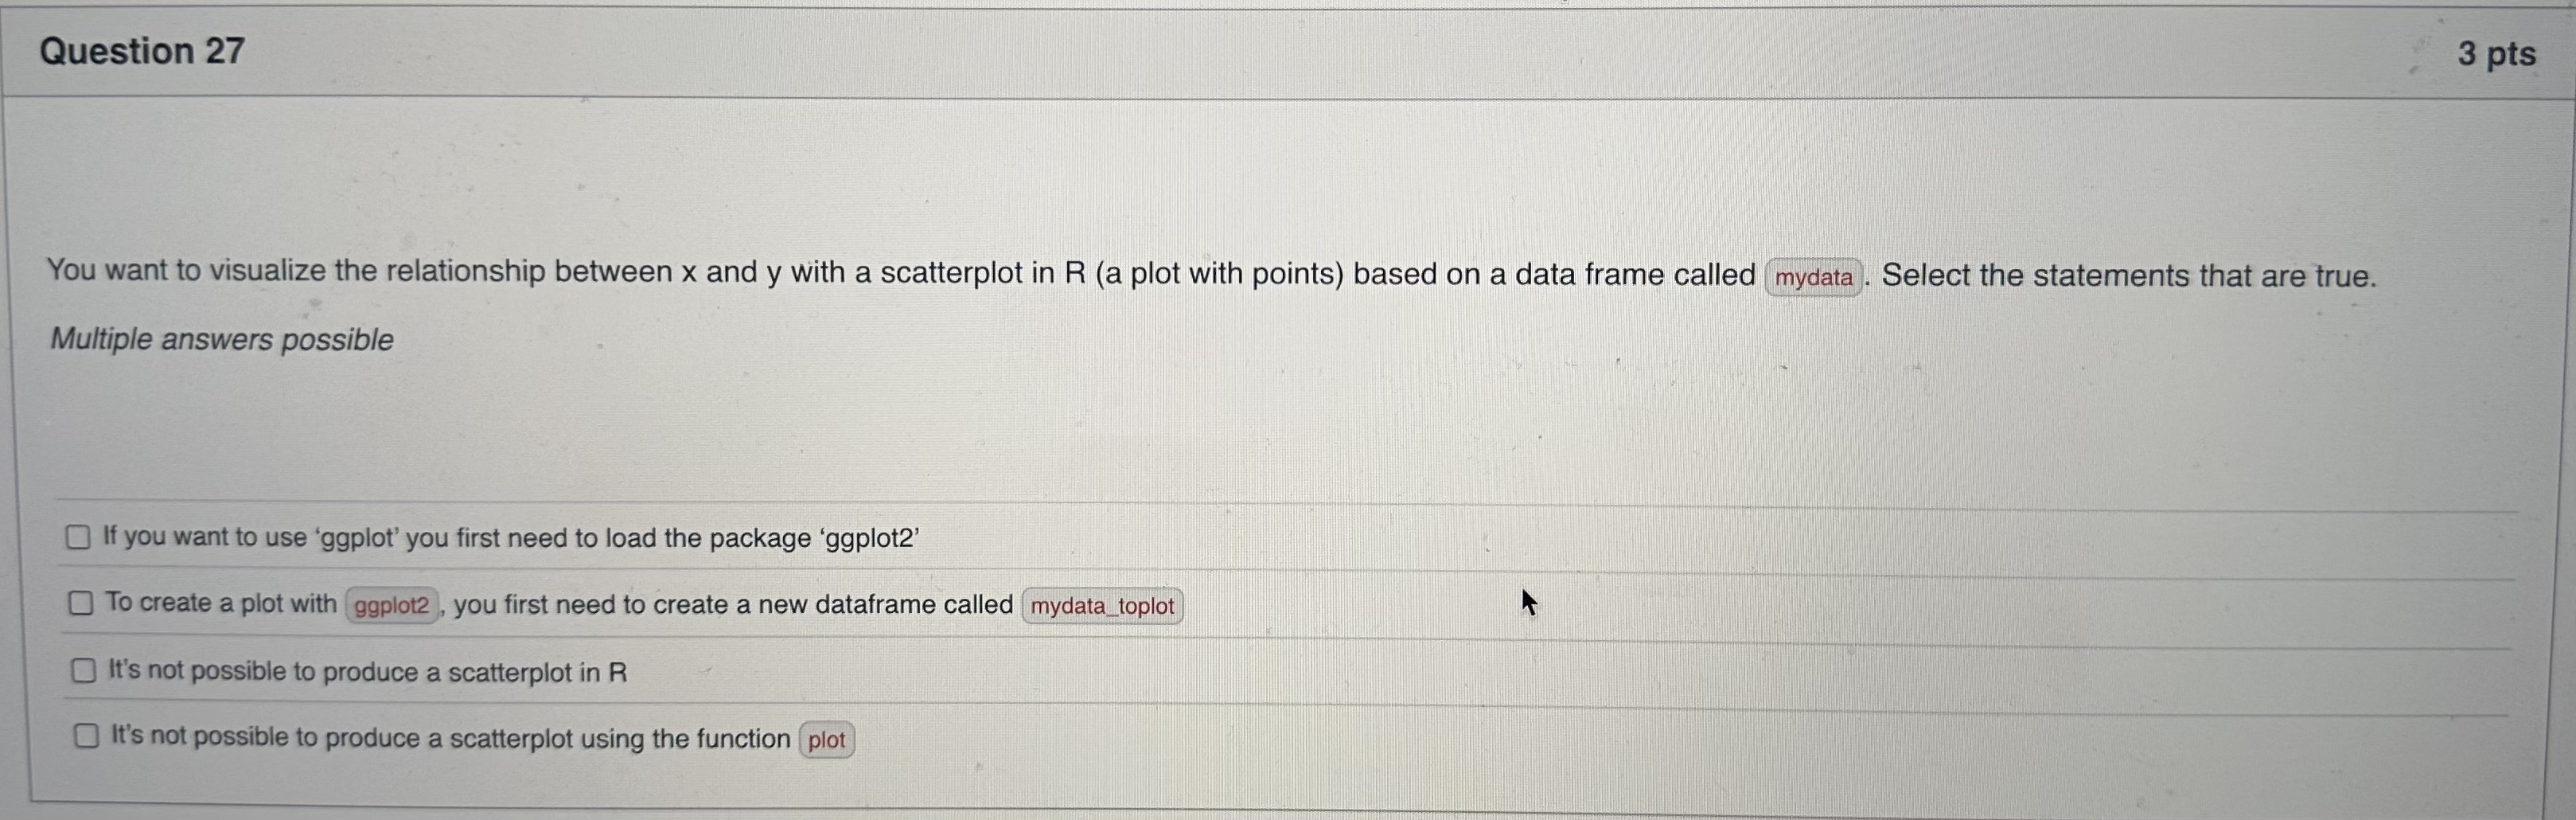 Question 27
3 pts
You want to visualize the relationship between x and y with a scatterplot in R (a plot with points) based on a data frame called mydata. Select the statements that are true.
Multiple answers possible
If you want to use ‘ggplot’ you first need to load the package ‘ggplot2’
To create a plot with ggplot2, you first need to create a new dataframe called mydata_toplot
It's not possible to produce a scatterplot in R
It's not possible to produce a scatterplot using the function plot